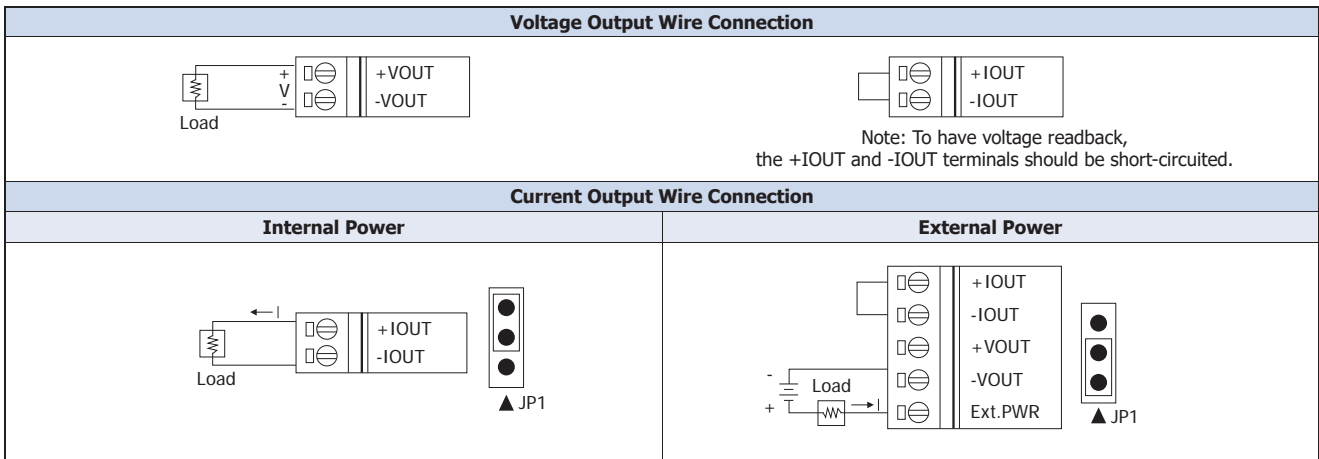 Voltage Output Wire Connection
+
V
-
+VOUT
-VOUT
Load
+IOUT
-IOUT
Note: To have voltage readback,
the +IOUT and -IOUT terminals should be short-circuited.
Current Output Wire Connection
Internal Power
External Power
I
+IOUT
-IOUT
Load
JP1
+IOUT
-IOUT
+VOUT
-VOUT
Ext.PWR
-
+
Load
I
JP1